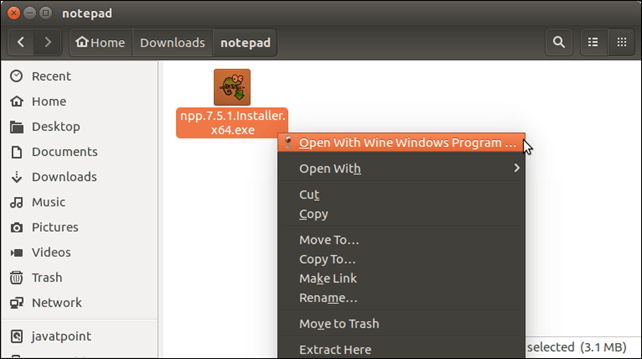 notepad
Home Downloads notepad
Recent
Home
Desktop
Documents
Downloads
Music
Pictures
Videos
Trash
Network
javatpoint
npp.7.5.1.Installer.
x64.exe
Open With Wine Windows Program ...
Open With
Cut
Copy
Move To...
Copy To...
Make Link
Rename...
Move to Trash
Extract Here
selected (3.1 MB)